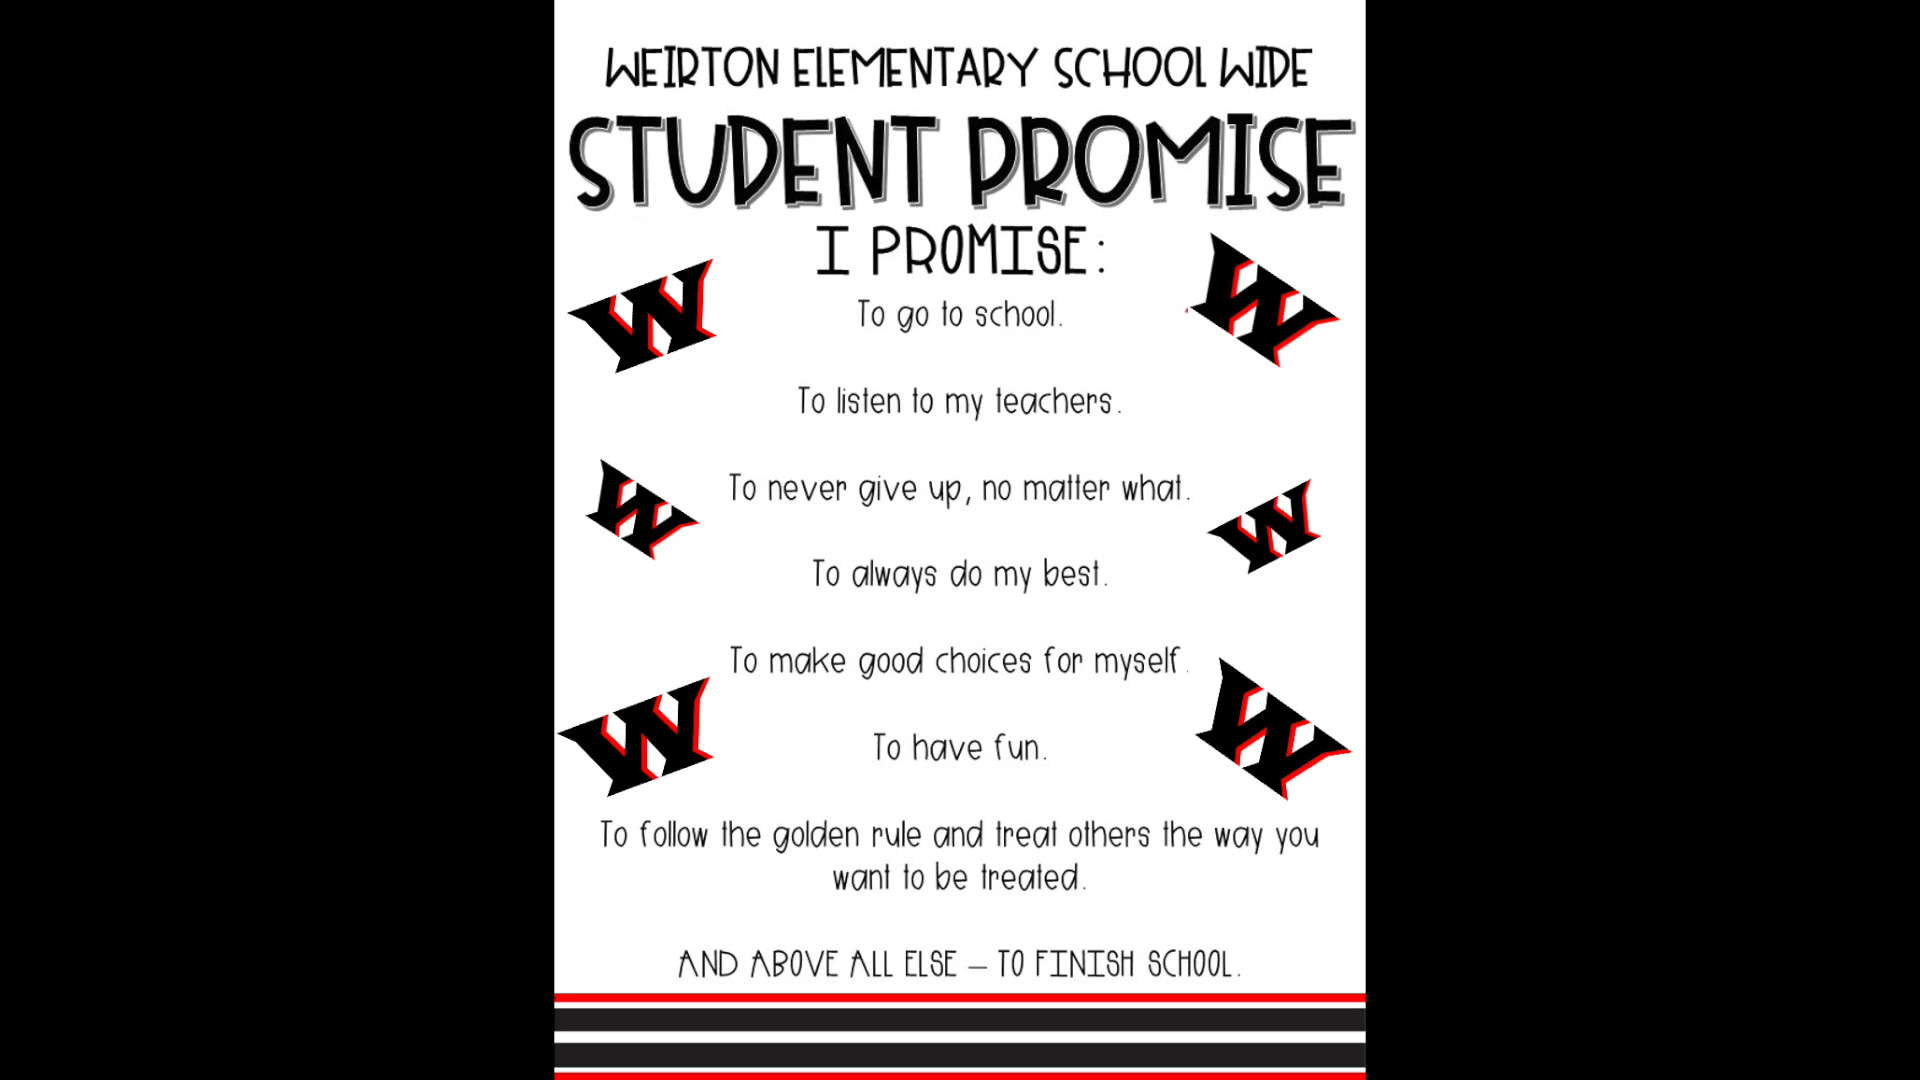 WEIRTON ELEMENTARY SCHOOL WIDE
STUDENT PROMISE
I PROMISE:
W
W
To go to school.
To listen to my teachers.
To never give up, no matter what.
W
W
To always do my best.
To make good choices for myself.
W
W
To have fun.
To follow the golden rule and treat others the way you
want to be treated.
AND ABOVE ALL ELSE – TO FINISH SCHOOL.